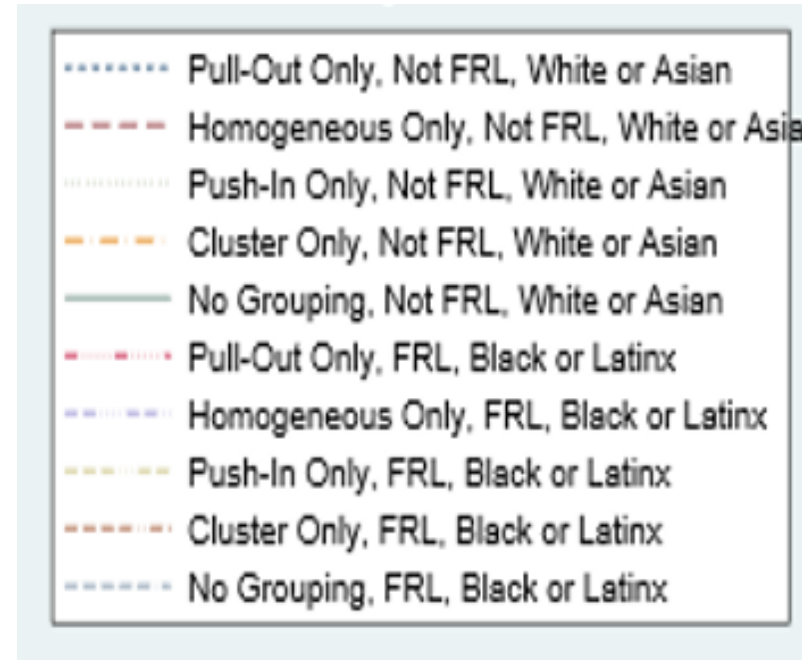 Pull-Out Only, Not FRL, White or Asian
Homogeneous Only, Not FRL, White or Asia
Push-In Only, Not FRL, White or Asian
Cluster Only, Not FRL, White or Asian
No Grouping, Not FRL, White or Asian
Pull-Out Only, FRL, Black or Latinx
Homogeneous Only, FRL, Black or Latinx
Push-In Only, FRL, Black or Latinx
Cluster Only, FRL, Black or Latinx
No Grouping, FRL, Black or Latinx